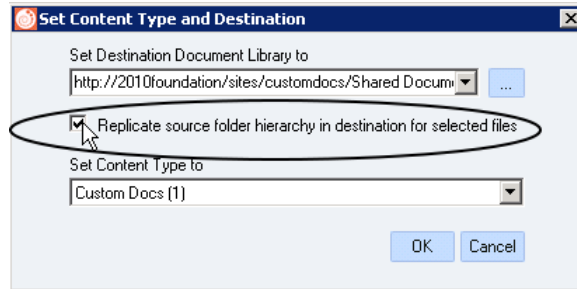 Set Content Type and Destination
Set Destination Document Library to
http://2010foundation/sites/customdocs/Shared Docum
...
Replicate source folder hierarchy in destination for selected files
Set Content Type to
Custom Docs (1)
OK Cancel